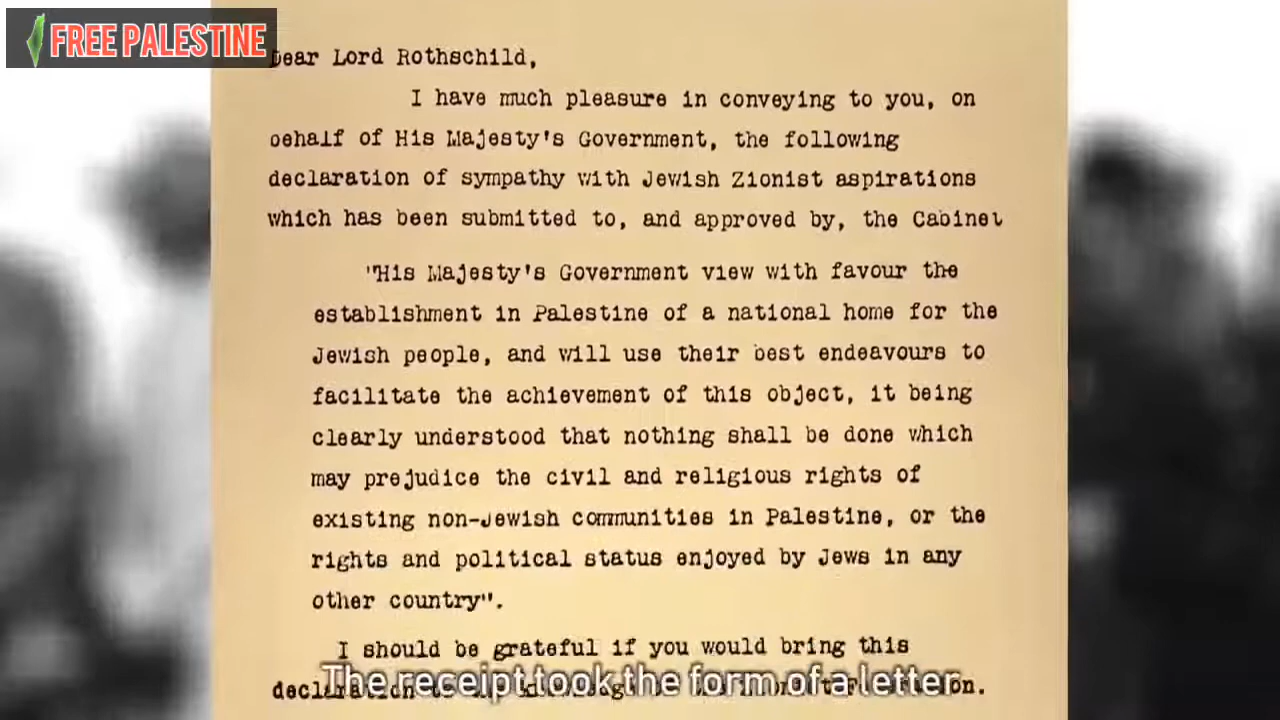 FREE PALESTINE
Dear Lord Rothschild,
I have much pleasure in conveying to you, on
behalf of His Majesty's Government, the following
declaration of sympathy with Jewish Zionist aspirations
which has been submitted to, and approved by, the Cabinet
"His Majesty's Government view with favour the
establishment in Palestine of a national home for the
Jewish people, and will use their best endeavours to
facilitate the achievement of this object, it being
clearly understood that nothing shall be done which
may prejudice the civil and religious rights of
existing non-Jewish communities in Palestine, or the
rights and political status enjoyed by Jews in any
other country".
I should be grateful if you would bring this
The receipt took the form of a letter
declaration